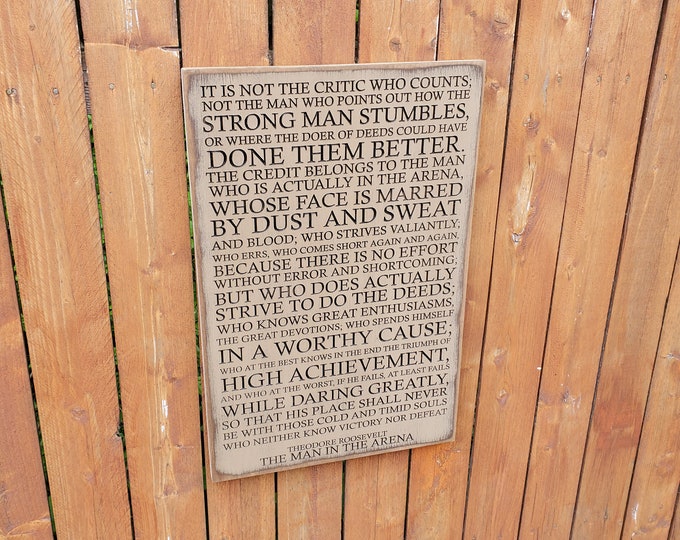 IT IS NOT THE CRITIC WHO COUNTS;
NOT THE MAN WHO POINTS OUT HOW THE
STRONG MAN STUMBLES,
OR WHERE THE DOER OF DEEDS COULD HAVE
DONE THEM BETTER.
THE CREDIT BELONGS TO THE MAN
WHO IS ACTUALLY IN THE ARENA,
WHOSE FACE IS MARRED
BY DUST AND SWEAT
AND BLOOD; WHO STRIVES VALIANTLY;
WHO ERRS, WHO COMES SHORT AGAIN AND AGAIN,
BECAUSE THERE IS NO EFFORT
WITHOUT ERROR AND SHORTCOMING;
BUT WHO DOES ACTUALLY
STRIVE TO DO THE DEEDS;
WHO KNOWS GREAT ENTHUSIASMS,
THE GREAT DEVOTIONS; WHO SPENDS HIMSELF
IN A WORTHY CAUSE;
WHO AT THE BEST KNOWS IN THE END THE TRIUMPH OF
HIGH ACHIEVEMENT,
AND WHO AT THE WORST, IF HE FAILS, AT LEAST FAILS
WHILE DARING GREATLY,
SO THAT HIS PLACE SHALL NEVER
BE WITH THOSE COLD AND TIMID SOULS
WHO NEITHER KNOW VICTORY NOR DEFEAT
THEODORE ROOSEVELT
THE MAN IN THE ARENA